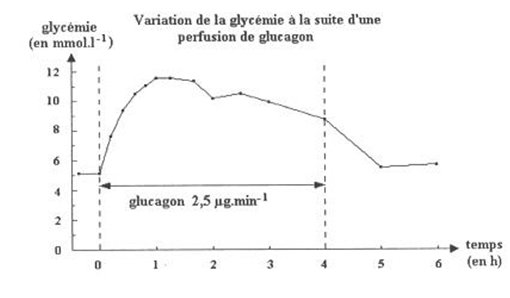 Variation de la glycémie à la suite d'une
perfusion de glucagon
glycémie
(en mmol.l⁻¹)
12
10
8
6
4
2
0
glucagon 2,5 µg.min⁻¹
0 1 2 3 4 5 6
temps
(en h)